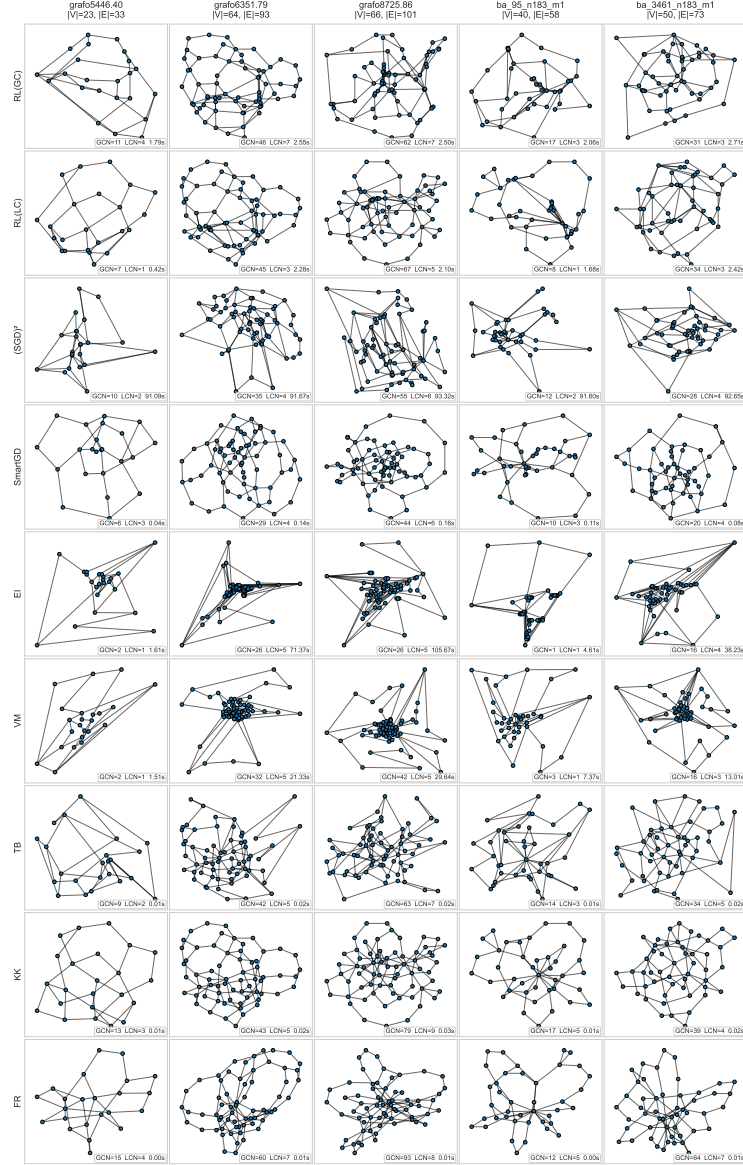 grafo5446.40 grafo6351.79 grafo8725.86 ba_95_n183_m1 ba_3461_n183_m1
|V|=23, |E|=33 |V|=64, |E|=93 |V|=66, |E|=101 |V|=40, |E|=58 |V|=50, |E|=73
RL(GC)
GCN=11 LCN=4 1.79s GCN=46 LCN=7 2.55s GCN=62 LCN=7 2.50s GCN=17 LCN=3 2.06s GCN=31 LCN=3 2.71s
RL(LC)
GCN=7 LCN=1 0.42s GCN=45 LCN=3 2.28s GCN=67 LCN=5 2.10s GCN=8 LCN=1 1.68s GCN=34 LCN=3 2.42s
(SGD)²
GCN=10 LCN=2 91.09s GCN=35 LCN=4 91.67s GCN=55 LCN=6 93.32s GCN=12 LCN=2 91.60s GCN=28 LCN=4 92.65s
SmartGD
GCN=6 LCN=3 0.04s GCN=29 LCN=4 0.14s GCN=44 LCN=6 0.16s GCN=10 LCN=3 0.11s GCN=20 LCN=4 0.08s
EI
GCN=2 LCN=1 1.61s GCN=26 LCN=5 71.37s GCN=26 LCN=5 105.67s GCN=1 LCN=1 4.61s GCN=16 LCN=4 38.23s
VM
GCN=2 LCN=1 1.51s GCN=32 LCN=5 21.33s GCN=42 LCN=5 29.64s GCN=3 LCN=1 7.37s GCN=16 LCN=3 13.01s
TB
GCN=9 LCN=2 0.01s GCN=42 LCN=5 0.02s GCN=63 LCN=7 0.02s GCN=14 LCN=3 0.01s GCN=34 LCN=5 0.02s
KK
GCN=13 LCN=3 0.01s GCN=43 LCN=5 0.02s GCN=79 LCN=9 0.03s GCN=17 LCN=5 0.01s GCN=39 LCN=4 0.02s
FR
GCN=15 LCN=4 0.00s GCN=60 LCN=7 0.01s GCN=93 LCN=8 0.01s GCN=12 LCN=5 0.00s GCN=64 LCN=7 0.01s